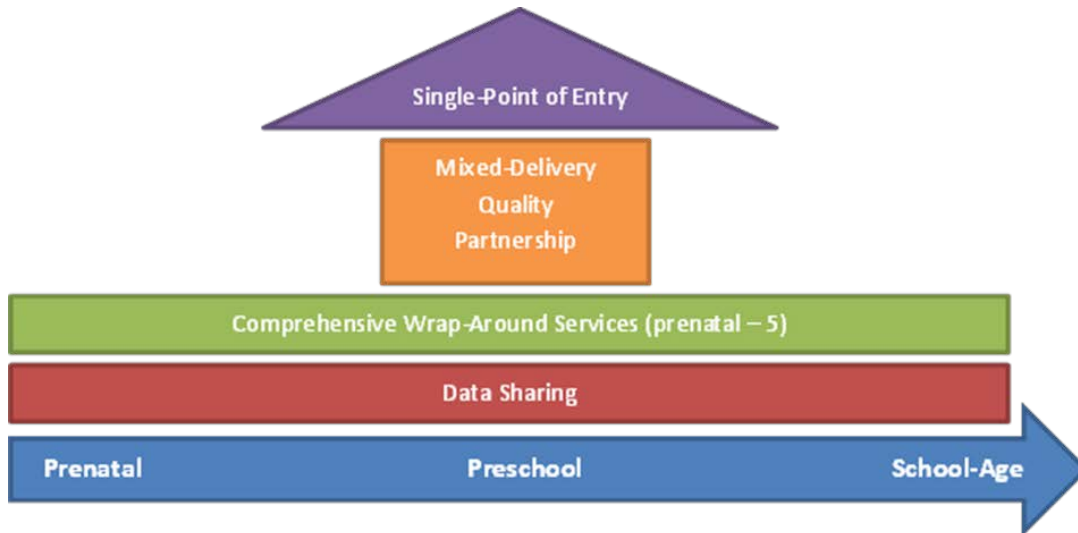 Single-Point of Entry
Mixed-Delivery
Quality
Partnership
Comprehensive Wrap-Around Services (prenatal – 5)
Data Sharing
Prenatal Preschool School-Age